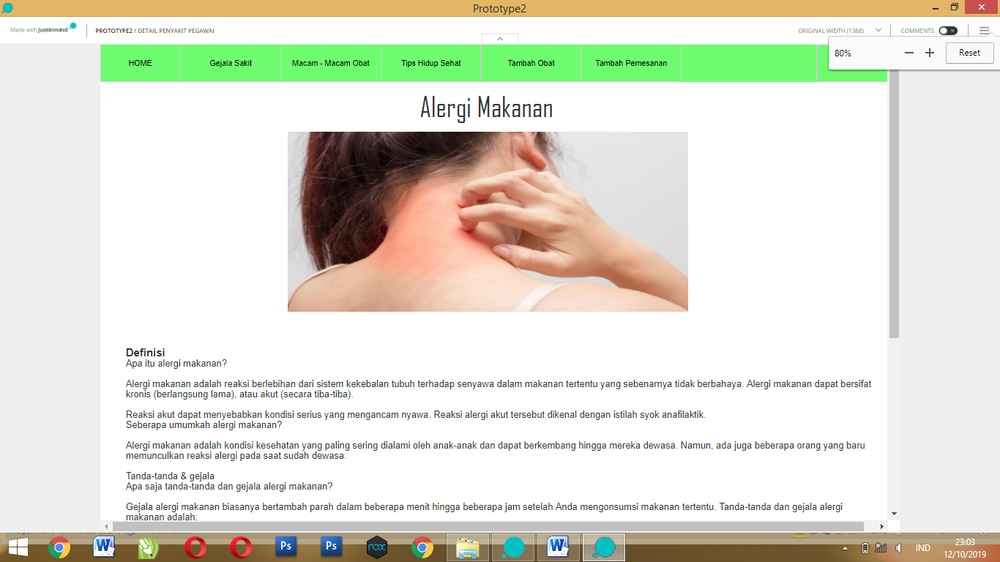 Prototype2
Made with Justinmind
PROTOTYPE2 / DETAIL PENYAKIT PEGAWAI
ORIGINAL WIDTH (1366)
COMMENTS
80%
Reset
HOME
Gejala Sakit
Macam - Macam Obat
Tips Hidup Sehat
Tambah Obat
Tambah Pemesanan
Alergi Makanan
Definisi
Apa itu alergi makanan?
Alergi makanan adalah reaksi berlebihan dari sistem kekebalan tubuh terhadap senyawa dalam makanan tertentu yang sebenarnya tidak berbahaya. Alergi makanan dapat bersifat
kronis (berlangsung lama), atau akut (secara tiba-tiba).
Reaksi akut dapat menyebabkan kondisi serius yang mengancam nyawa. Reaksi alergi akut tersebut dikenal dengan istilah syok anafilaktik.
Seberapa umumkah alergi makanan?
Alergi makanan adalah kondisi kesehatan yang paling sering dialami oleh anak-anak dan dapat berkembang hingga mereka dewasa. Namun, ada juga beberapa orang yang baru
memunculkan reaksi alergi pada saat sudah dewasa.
Tanda-tanda & gejala
Apa saja tanda-tanda dan gejala alergi makanan?
Gejala alergi makanan biasanya bertambah parah dalam beberapa menit hingga beberapa jam setelah Anda mengonsumsi makanan tertentu. Tanda-tanda dan gejala alergi
makanan adalah:
Ps
Ps
nox
IND
23:03
12/10/2019